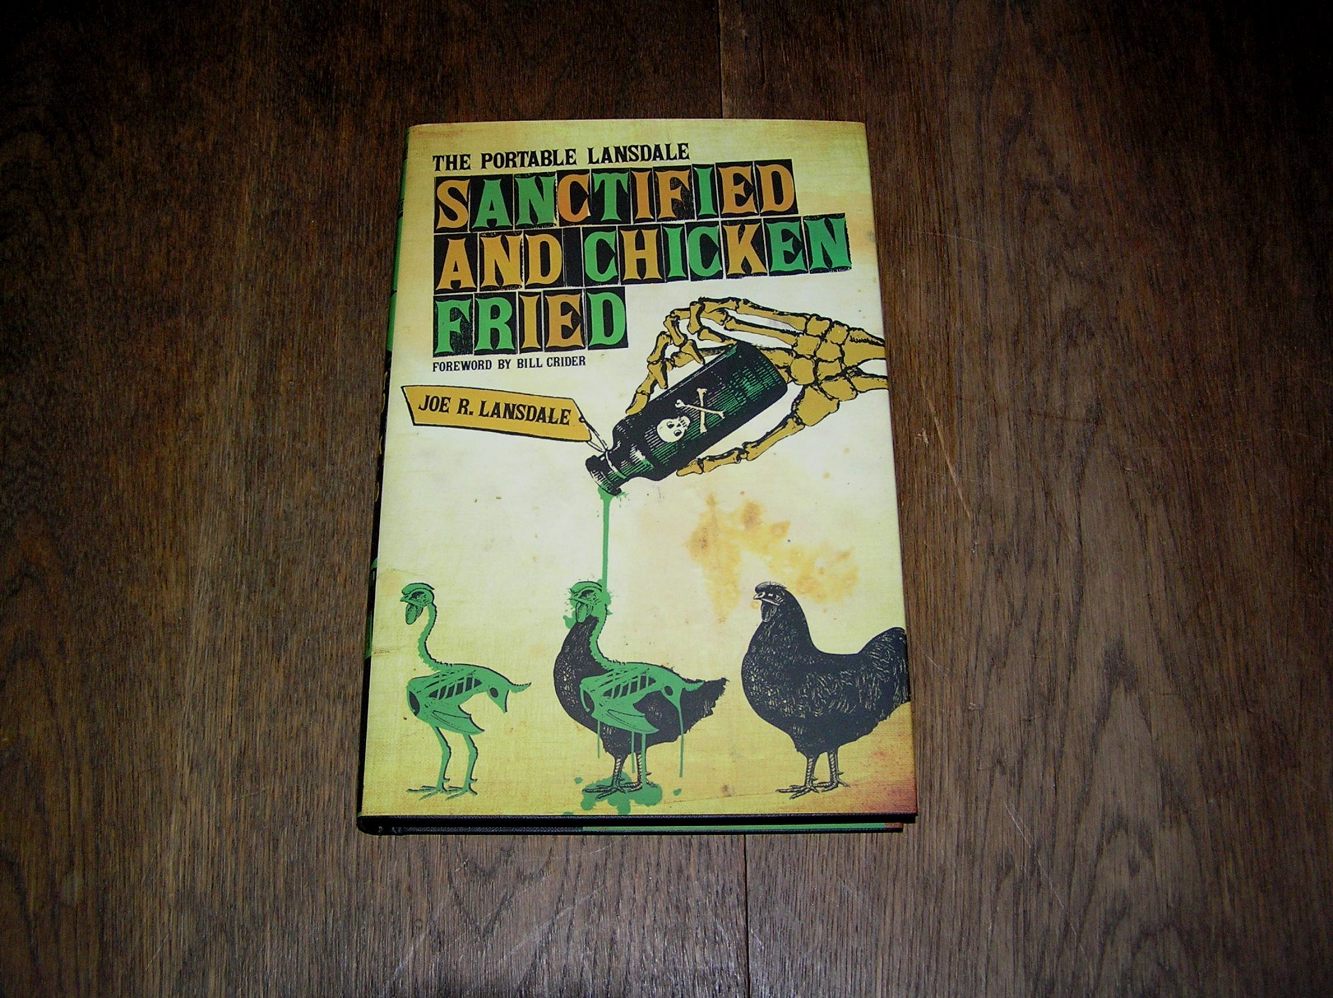 THE PORTABLE LANSDALE
SANCTIFIED
AND CHICKEN
FRIED
FOREWORD BY BILL CRIDER
JOE R. LANSDALE